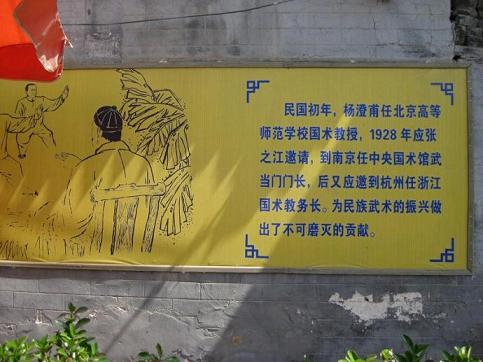 民国初年，杨澄甫任北京高等
师范学校国术教授，1928年应张
之江邀请，到南京任中央国术馆武
当门门长，后又应邀到杭州任浙江
国术教务长。为民族武术的振兴做
出了不可磨灭的贡献。